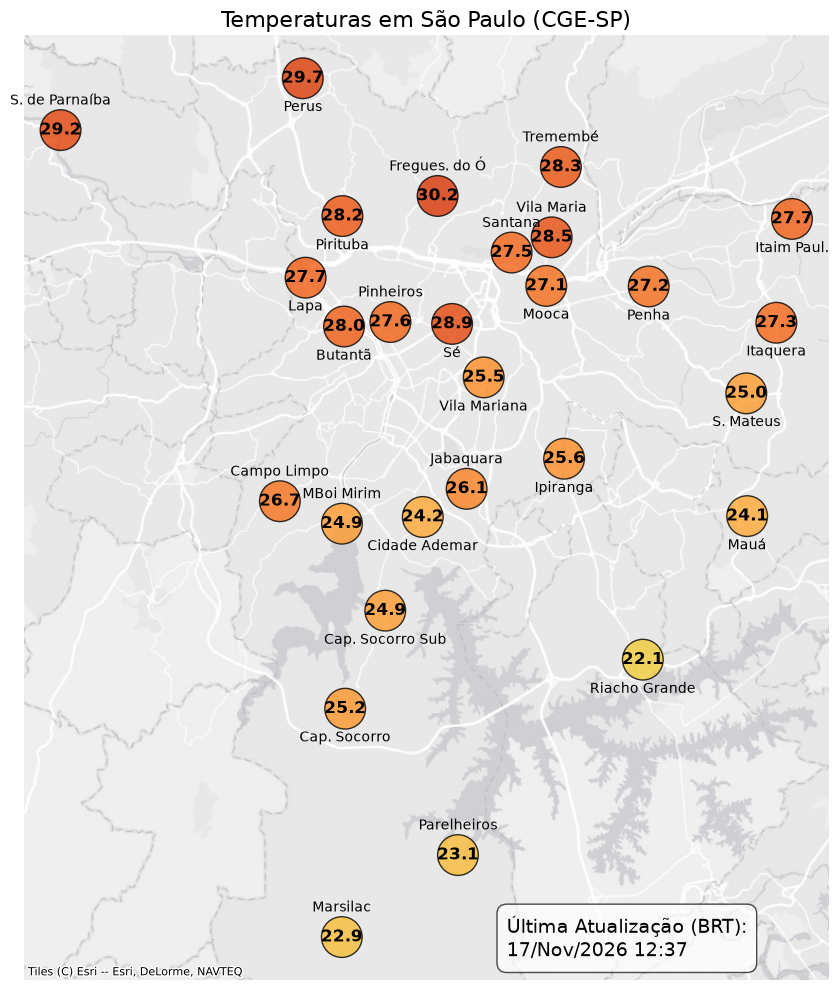 Temperaturas em São Paulo (CGE-SP)
29.7
Perus
S. de Parnaíba
29.2
Tremembé
28.3
Fregues. do Ó
30.2
28.2
Pirituba
Vila Maria
28.5
Santana
27.5
27.7
Itaim Paul.
27.7
Lapa
27.1
Mooca
27.2
Penha
Pinheiros
27.6
28.0
Butantã
28.9
Sé
27.3
Itaquera
25.5
Vila Mariana
25.0
S. Mateus
Jabaquara
26.1
25.6
Ipiranga
Campo Limpo
26.7
MBoi Mirim
24.9
24.2
Cidade Ademar
24.1
Mauá
24.9
Cap. Socorro Sub
22.1
Riacho Grande
25.2
Cap. Socorro
Parelheiros
23.1
Marsilac
22.9
Última Atualização (BRT):
17/Nov/2026 12:37
Tiles (C) Esri -- Esri, DeLorme, NAVTEQ